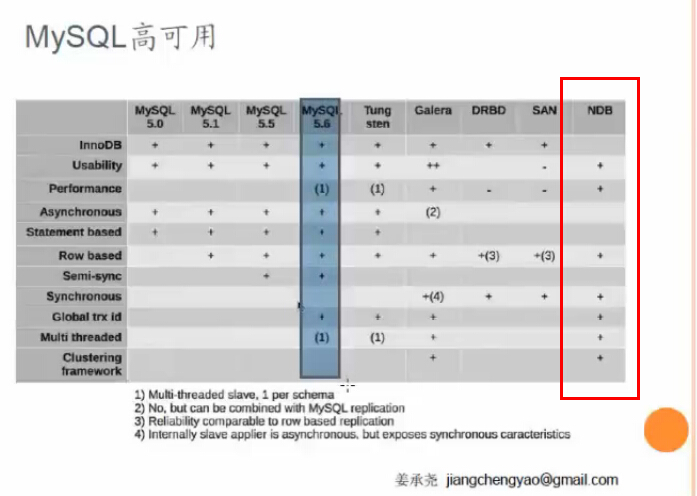 MySQL高可用
MySQL 5.0 MySQL 5.1 MySQL 5.5 MySQL 5.6 Tung sten Galera DRBD SAN NDB
InnoDB + + + + + + + +
Usability + + + + + ++ - +
Performance (1) (1) + - - +
Asynchronous + + + + + (2)
Statement based + + + + +
Row based + + + + + +(3) +(3) +
Semi-sync + +
Synchronous +(4) + + +
Global trx id + + + +
Multi threaded (1) (1) + +
Clustering framework + +
1) Multi-threaded slave, 1 per schema
2) No, but can be combined with MySQL replication
3) Reliability comparable to row based replication
4) Internally slave applier is asynchronous, but exposes synchronous caracteristics
姜承尧 jiangchengyao@gmail.com